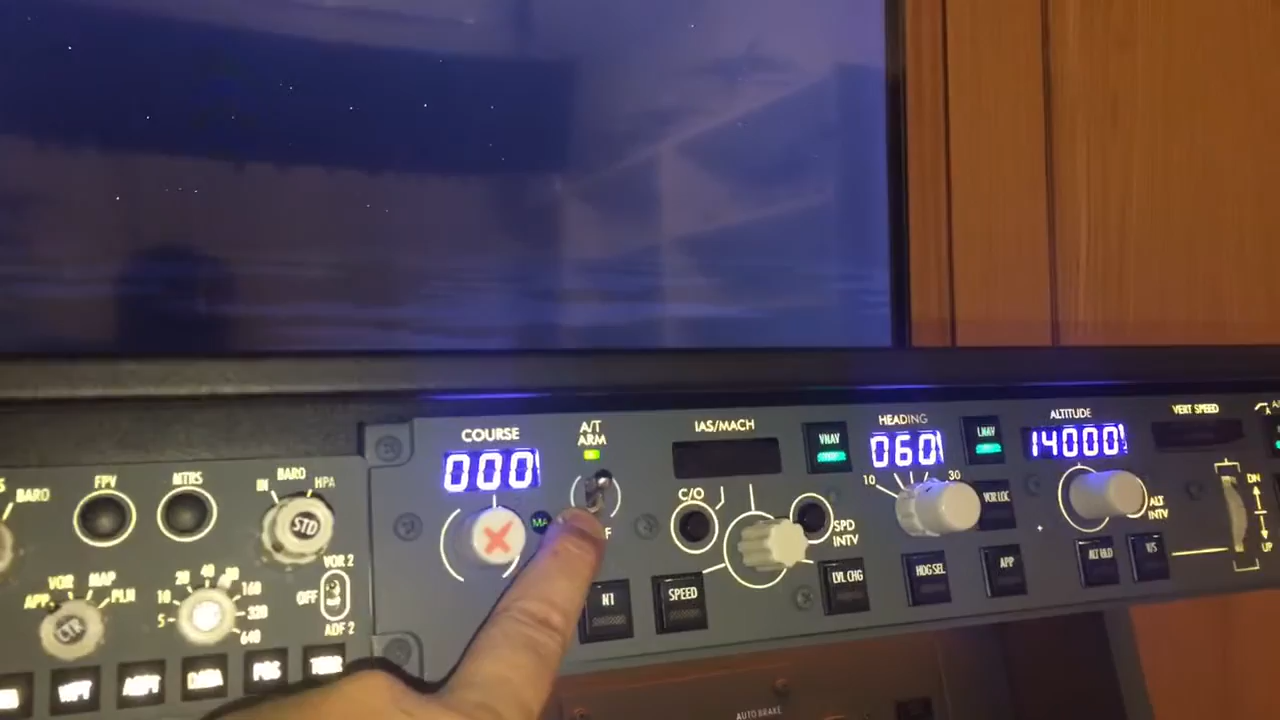 BARO
FPV
MTRS
IN
BARO
HPA
STD
VOR 2
OFF
ADF 2
APP
VOR
MAP
PLN
CTR
5
10
20
40
80
160
320
640
WPT
ARPT
DATA
POS
TERR
COURSE
000
A/T
ARM
MA
F
N1
SPEED
IAS/MACH
C/O
SPD
INTV
VNAV
LVL CHG
HEADING
060
10
30
HDG SEL
LNAV
VOR LOC
APP
ALTITUDE
14000
ALT
INTV
ALT HLD
V/S
VERT SPEED
DN
UP
AUTO BRAKE